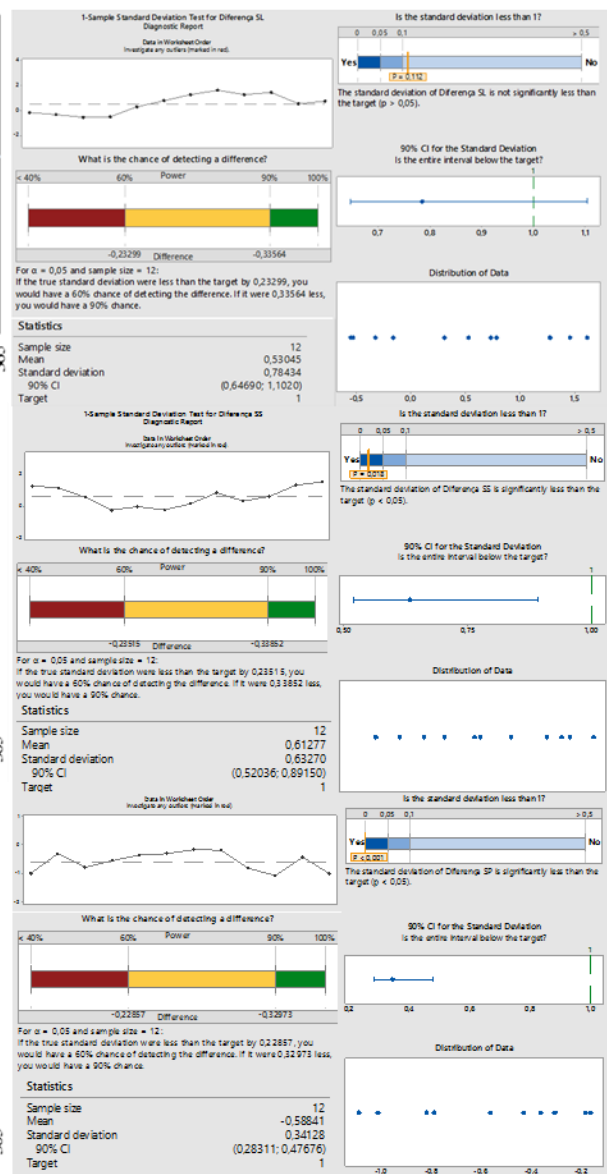 1-Sample Standard Deviation Test for Diferença SL
Diagnostic Report
Data in Worksheet Order
Investigate any outliers (marked in red).
4
2
0
-2
Is the standard deviation less than 1?
0 0,05 0,1 > 0,5
Yes No
P = 0,112
The standard deviation of Diferença SL is not significantly less than
the target (p > 0,05).
What is the chance of detecting a difference?
< 40% 60% Power 90% 100%
-0,23299 Difference -0,33564
For α = 0,05 and sample size = 12:
If the true standard deviation were less than the target by 0,23299, you
would have a 60% chance of detecting the difference. If it were 0,33564 less,
you would have a 90% chance.
90% CI for the Standard Deviation
Is the entire interval below the target?
1
0,7 0,8 0,9 1,0 1,1
Statistics
Sample size 12
Mean 0,53045
Standard deviation 0,78434
90% CI (0,64690; 1,1020)
Target 1
Distribution of Data
-0,5 0,0 0,5 1,0 1,5
1-Sample Standard Deviation Test for Diferença SS
Diagnostic Report
Data in Worksheet Order
Investigate any outliers (marked in red).
2
0
-2
Is the standard deviation less than 1?
0 0,05 0,1 > 0,5
Yes No
P = 0,018
The standard deviation of Diferença SS is significantly less than the
target (p < 0,05).
What is the chance of detecting a difference?
< 40% 60% Power 90% 100%
-0,23515 Difference -0,33852
For α = 0,05 and sample size = 12:
If the true standard deviation were less than the target by 0,23515, you
would have a 60% chance of detecting the difference. If it were 0,33852 less,
you would have a 90% chance.
90% CI for the Standard Deviation
Is the entire interval below the target?
1
0,50 0,75 1,00
Statistics
Sample size 12
Mean 0,61277
Standard deviation 0,63270
90% CI (0,52036; 0,89150)
Target 1
Distribution of Data
Data in Worksheet Order
Investigate any outliers (marked in red).
1
0
-1
-2
Is the standard deviation less than 1?
0 0,05 0,1 > 0,5
Yes No
P < 0,001
The standard deviation of Diferença SP is significantly less than the
target (p < 0,05).
What is the chance of detecting a difference?
< 40% 60% Power 90% 100%
-0,22857 Difference -0,32973
For α = 0,05 and sample size = 12:
If the true standard deviation were less than the target by 0,22857, you
would have a 60% chance of detecting the difference. If it were 0,32973 less,
you would have a 90% chance.
90% CI for the Standard Deviation
Is the entire interval below the target?
1
0,2 0,4 0,6 0,8 1,0
Statistics
Sample size 12
Mean -0,58841
Standard deviation 0,34128
90% CI (0,28311; 0,47676)
Target 1
Distribution of Data
-1,0 -0,8 -0,6 -0,4 -0,2